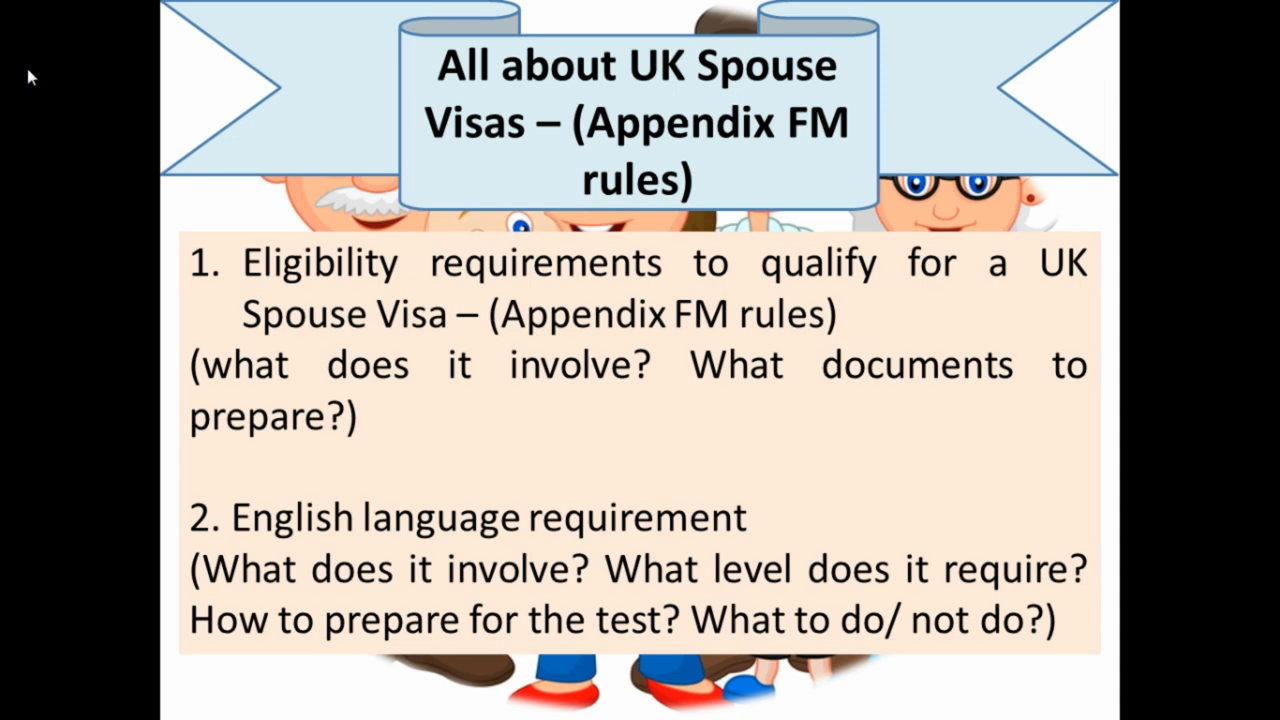 All about UK Spouse
Visas – (Appendix FM
rules)
1. Eligibility requirements to qualify for a UK
Spouse Visa – (Appendix FM rules)
(what does it involve? What documents to
prepare?)
2. English language requirement
(What does it involve? What level does it require?
How to prepare for the test? What to do/ not do?)